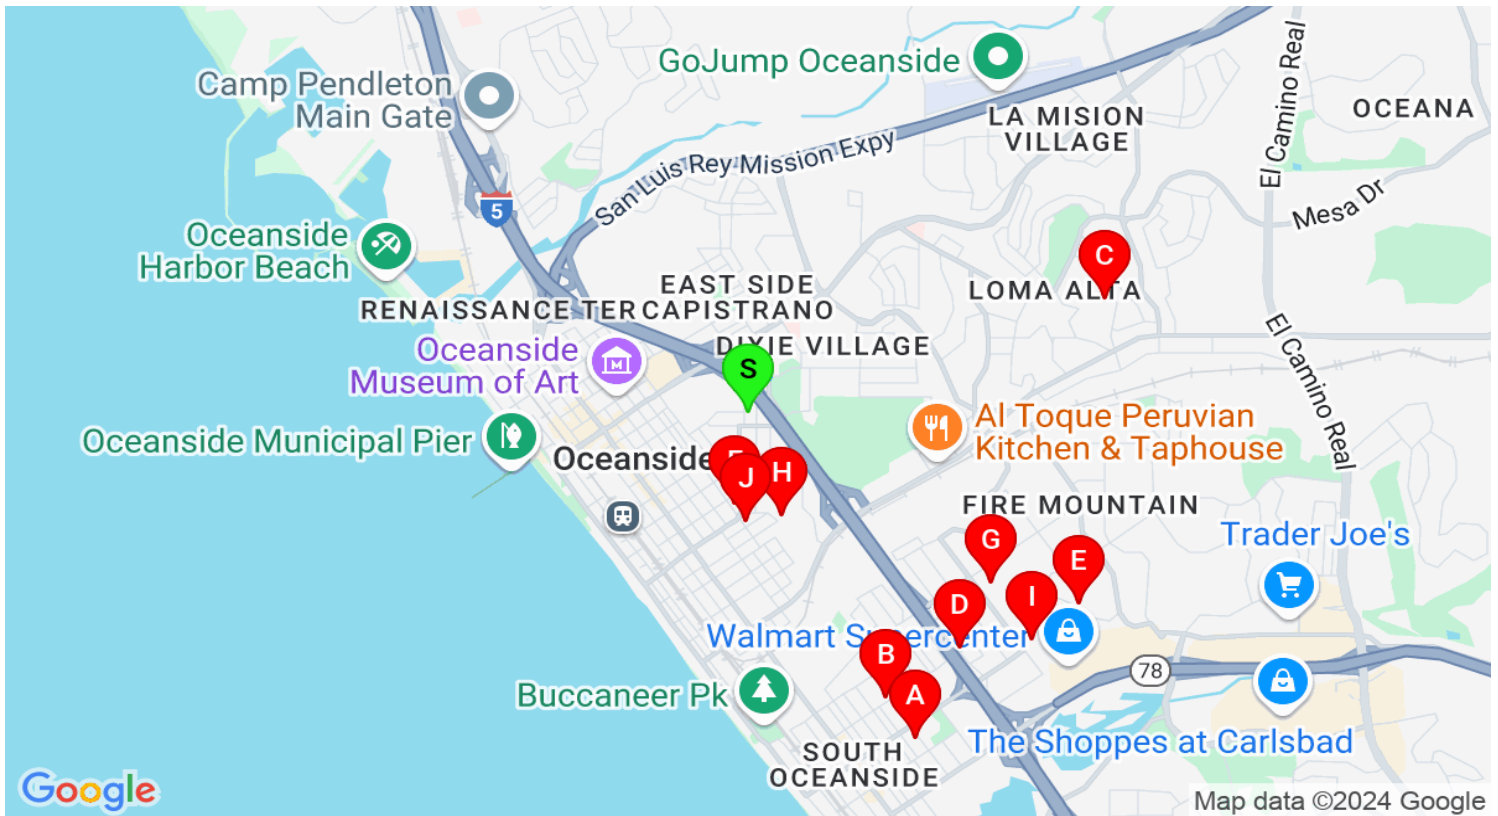 GoJump Oceanside
Camp Pendleton
Main Gate
LA MISION
VILLAGE
OCEANA
El Camino Real
San Luis Rey Mission Expy
5
Mesa Dr
Oceanside
Harbor Beach
C
EAST SIDE
CAPISTRANO
RENAISSANCE TER
LOMA ALTA
DIXIE VILLAGE
El Camino Real
Oceanside
Museum of Art
M
S
Al Toque Peruvian
Kitchen & Taphouse
Oceanside Municipal Pier
Oceanside
J
H
FIRE MOUNTAIN
G
E
Trader Joe's
D
I
Walmart Supercenter
B
A
78
Buccaneer Pk
The Shoppes at Carlsbad
SOUTH
OCEANSIDE
Google
Map data ©2024 Google